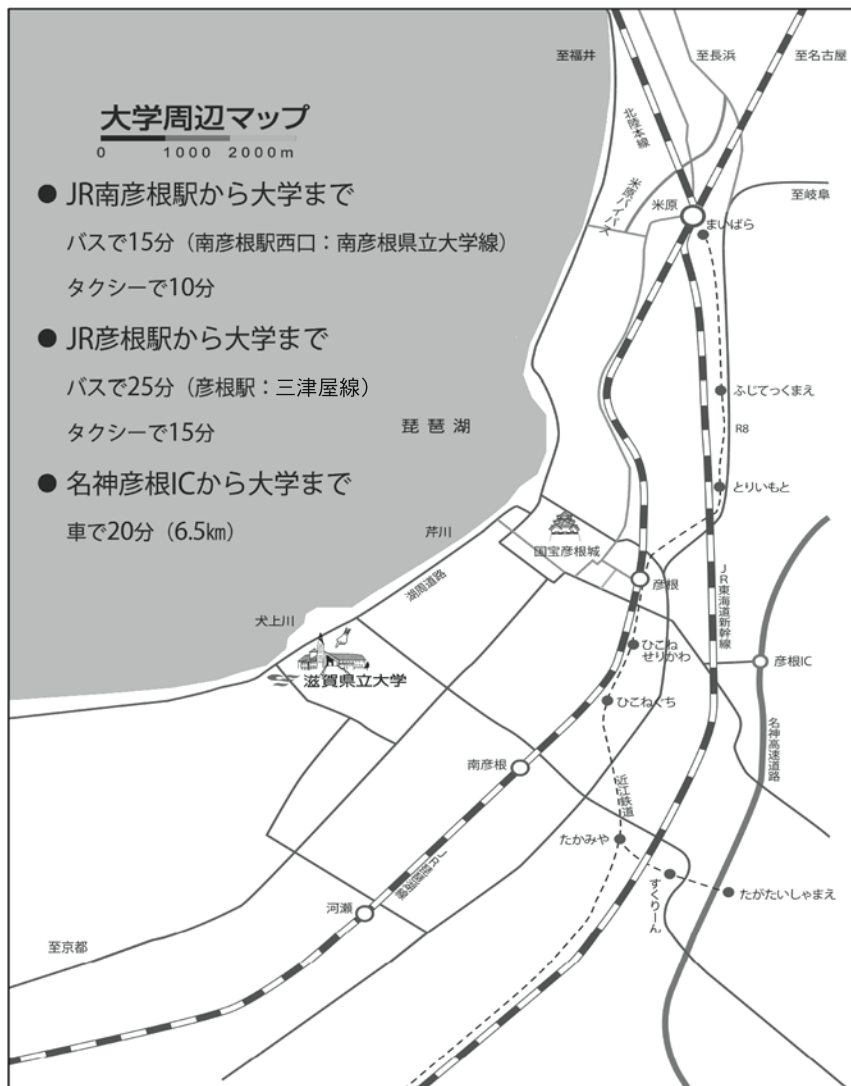 大学周辺マップ
0 1000 2000m
● JR南彦根駅から大学まで
バスで15分（南彦根駅西口：南彦根県立大学線）
タクシーで10分
● JR彦根駅から大学まで
バスで25分（彦根駅：三津屋線）
タクシーで15分
● 名神彦根ICから大学まで
車で20分（6.5㎞）
至福井
至長浜
至名古屋
北陸本線
米原バイパス
米原
まいばら
至岐阜
ふじてっくまえ
R8
とりいもと
琵琶湖
芹川
国宝彦根城
湖周道路
彦根
JR東海道新幹線
犬上川
ひこね
せりかわ
彦根IC
滋賀県立大学
ひこねぐち
名神高速道路
南彦根
近江鉄道
たかみや
JR琵琶湖線
すくりーん
たがたいしゃまえ
河瀬
至京都